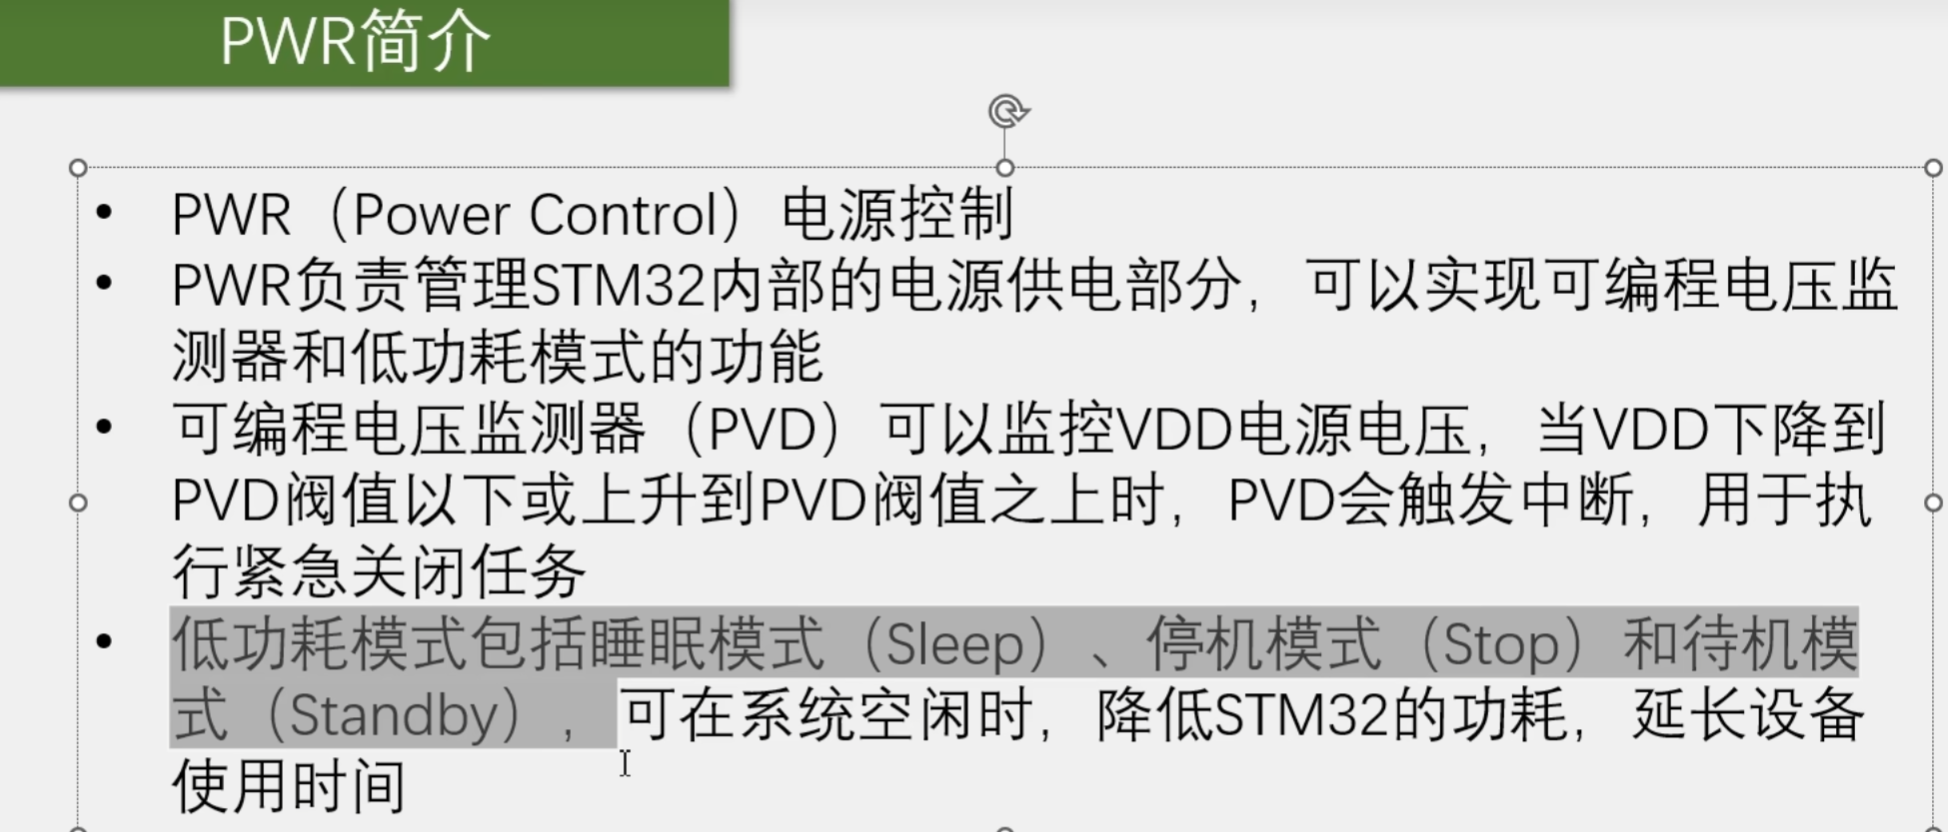 PWR简介
• PWR（Power Control）电源控制
• PWR负责管理STM32内部的电源供电部分，可以实现可编程电压监
测器和低功耗模式的功能
• 可编程电压监测器（PVD）可以监控VDD电源电压，当VDD下降到
PVD阀值以下或上升到PVD阀值之上时，PVD会触发中断，用于执
行紧急关闭任务
• 低功耗模式包括睡眠模式（Sleep）、停机模式（Stop）和待机模
式（Standby），可在系统空闲时，降低STM32的功耗，延长设备
使用时间